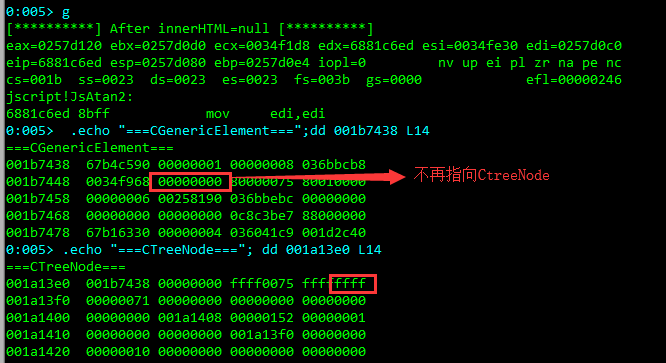 0:005> g
[**********] After innerHTML=null [**********]
eax=0257d120 ebx=0257d0d0 ecx=0034f1d8 edx=6881c6ed esi=0034fe30 edi=0257d0c0
eip=6881c6ed esp=0257d080 ebp=0257d0e4 iopl=0         nv up ei pl zr na pe nc
cs=001b  ss=0023  ds=0023  es=0023  fs=003b  gs=0000             efl=00000246
jscript!JsAtan2:
6881c6ed 8bff            mov     edi,edi
0:005>  .echo "===CGenericElement===";dd 001b7438 L14
===CGenericElement===
001b7438  67b4c590 00000001 00000008 036bbcb8
001b7448  0034f968 00000000 80000075 80010000
不再指向CtreeNode
001b7458  00000006 00258190 036bbebc 00000000
001b7468  00000000 00000000 0c8c3be7 88000000
001b7478  67b16330 00000004 036041c9 001d2c40
0:005> .echo "===CTreeNode==="; dd 001a13e0 L14
===CTreeNode===
001a13e0  001b7438 00000000 ffff0075 ffffffff
001a13f0  00000071 00000000 00000000 00000000
001a1400  00000000 001a1408 00000152 00000001
001a1410  00000000 00000000 001a13f0 00000000
001a1420  00000010 00000000 00000000 00000000